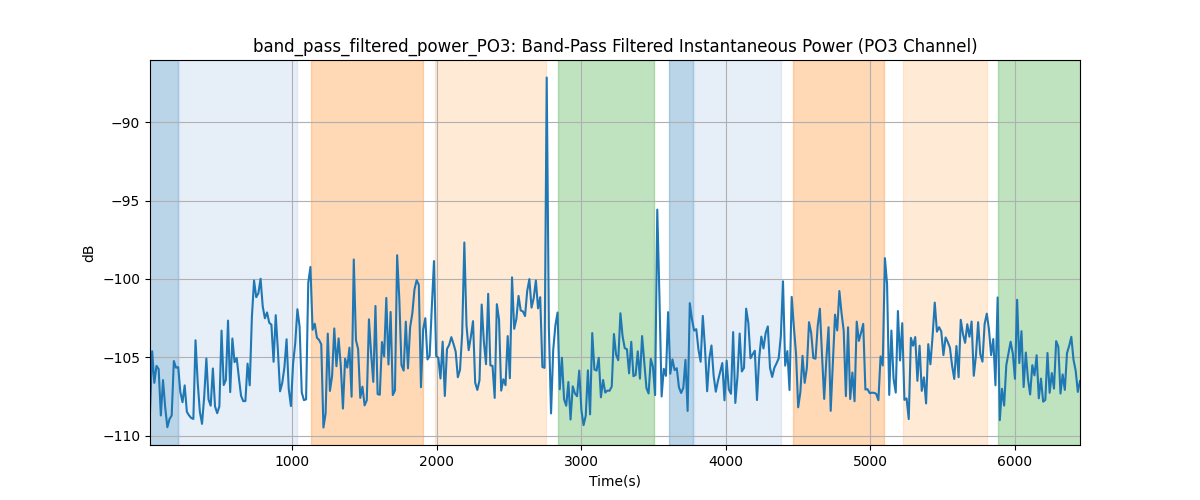 band_pass_filtered_power_PO3: Band-Pass Filtered Instantaneous Power (PO3 Channel)
−90
−95
−100
−105
−110
dB
1000 2000 3000 4000 5000 6000
Time(s)